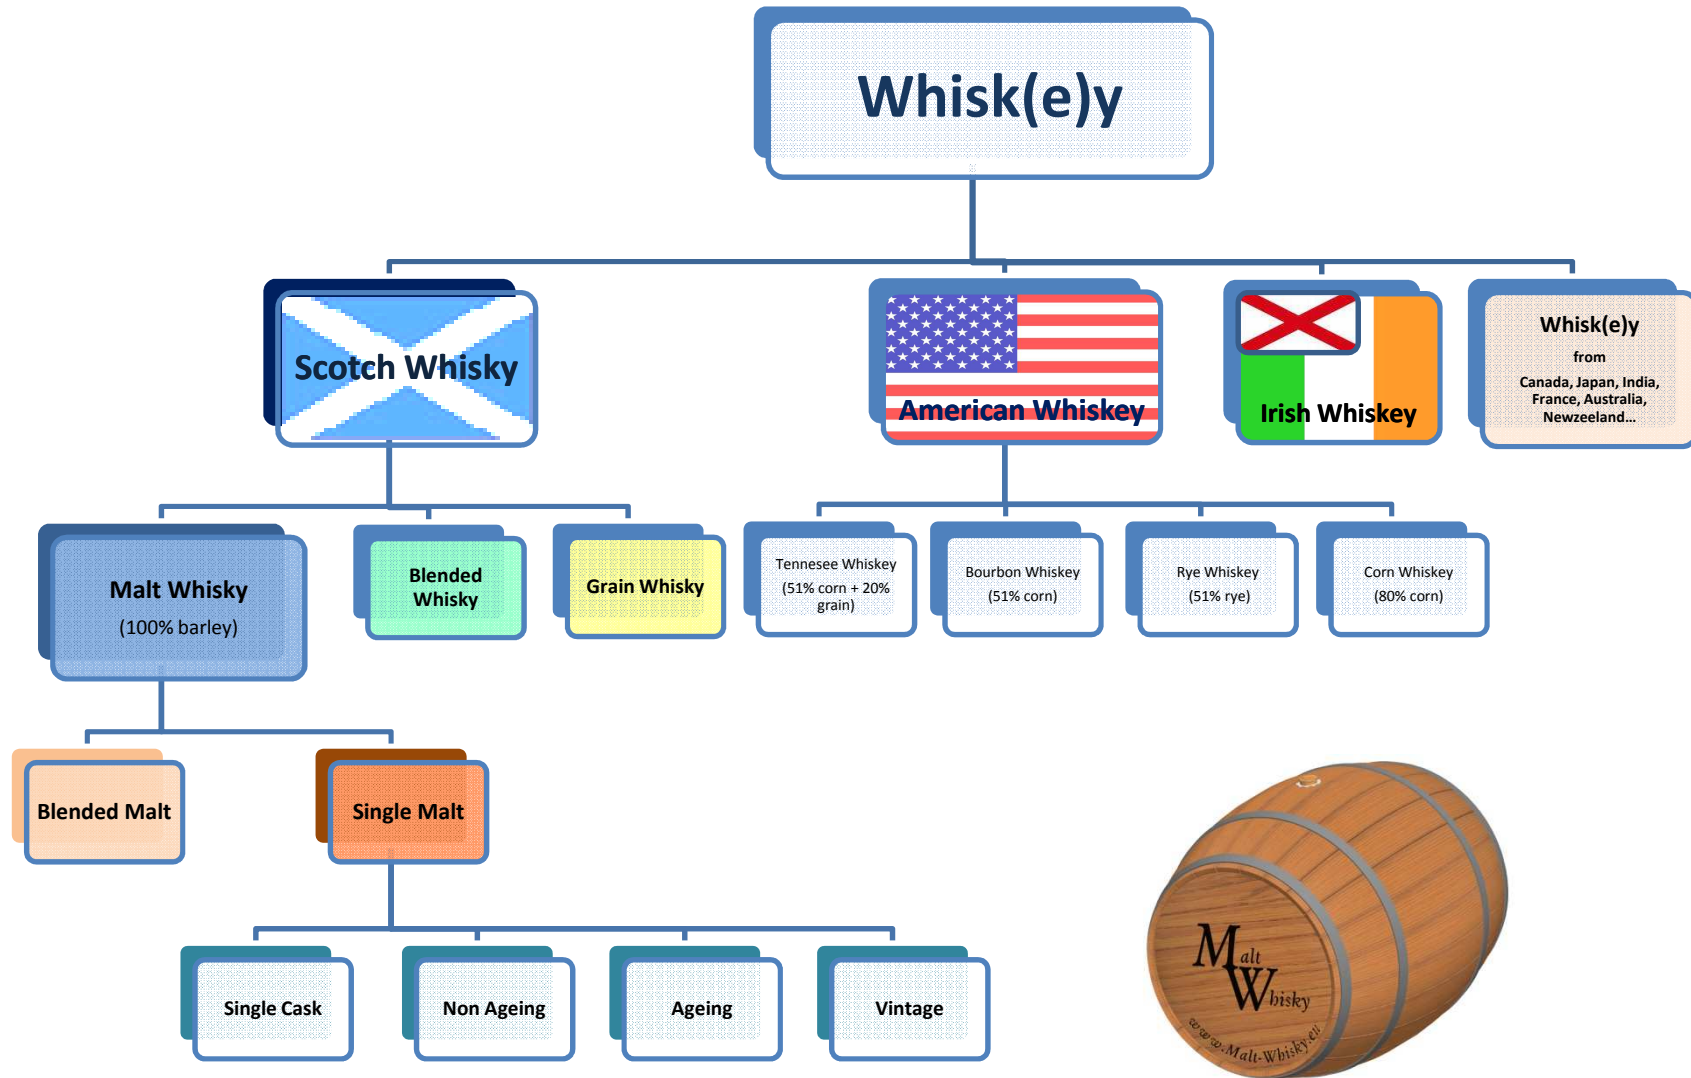 Whisk(e)y
Scotch Whisky
American Whiskey
Irish Whiskey
Whisk(e)y
from
Canada, Japan, India,
France, Australia,
Newzeeland...
Malt Whisky
(100% barley)
Blended
Whisky
Grain Whisky
Tennesee Whiskey
(51% corn + 20%
grain)
Bourbon Whiskey
(51% corn)
Rye Whiskey
(51% rye)
Corn Whiskey
(80% corn)
Blended Malt
Single Malt
Single Cask
Non Ageing
Ageing
Vintage
Malt
Whisky
www.Malt-Whisky.eu